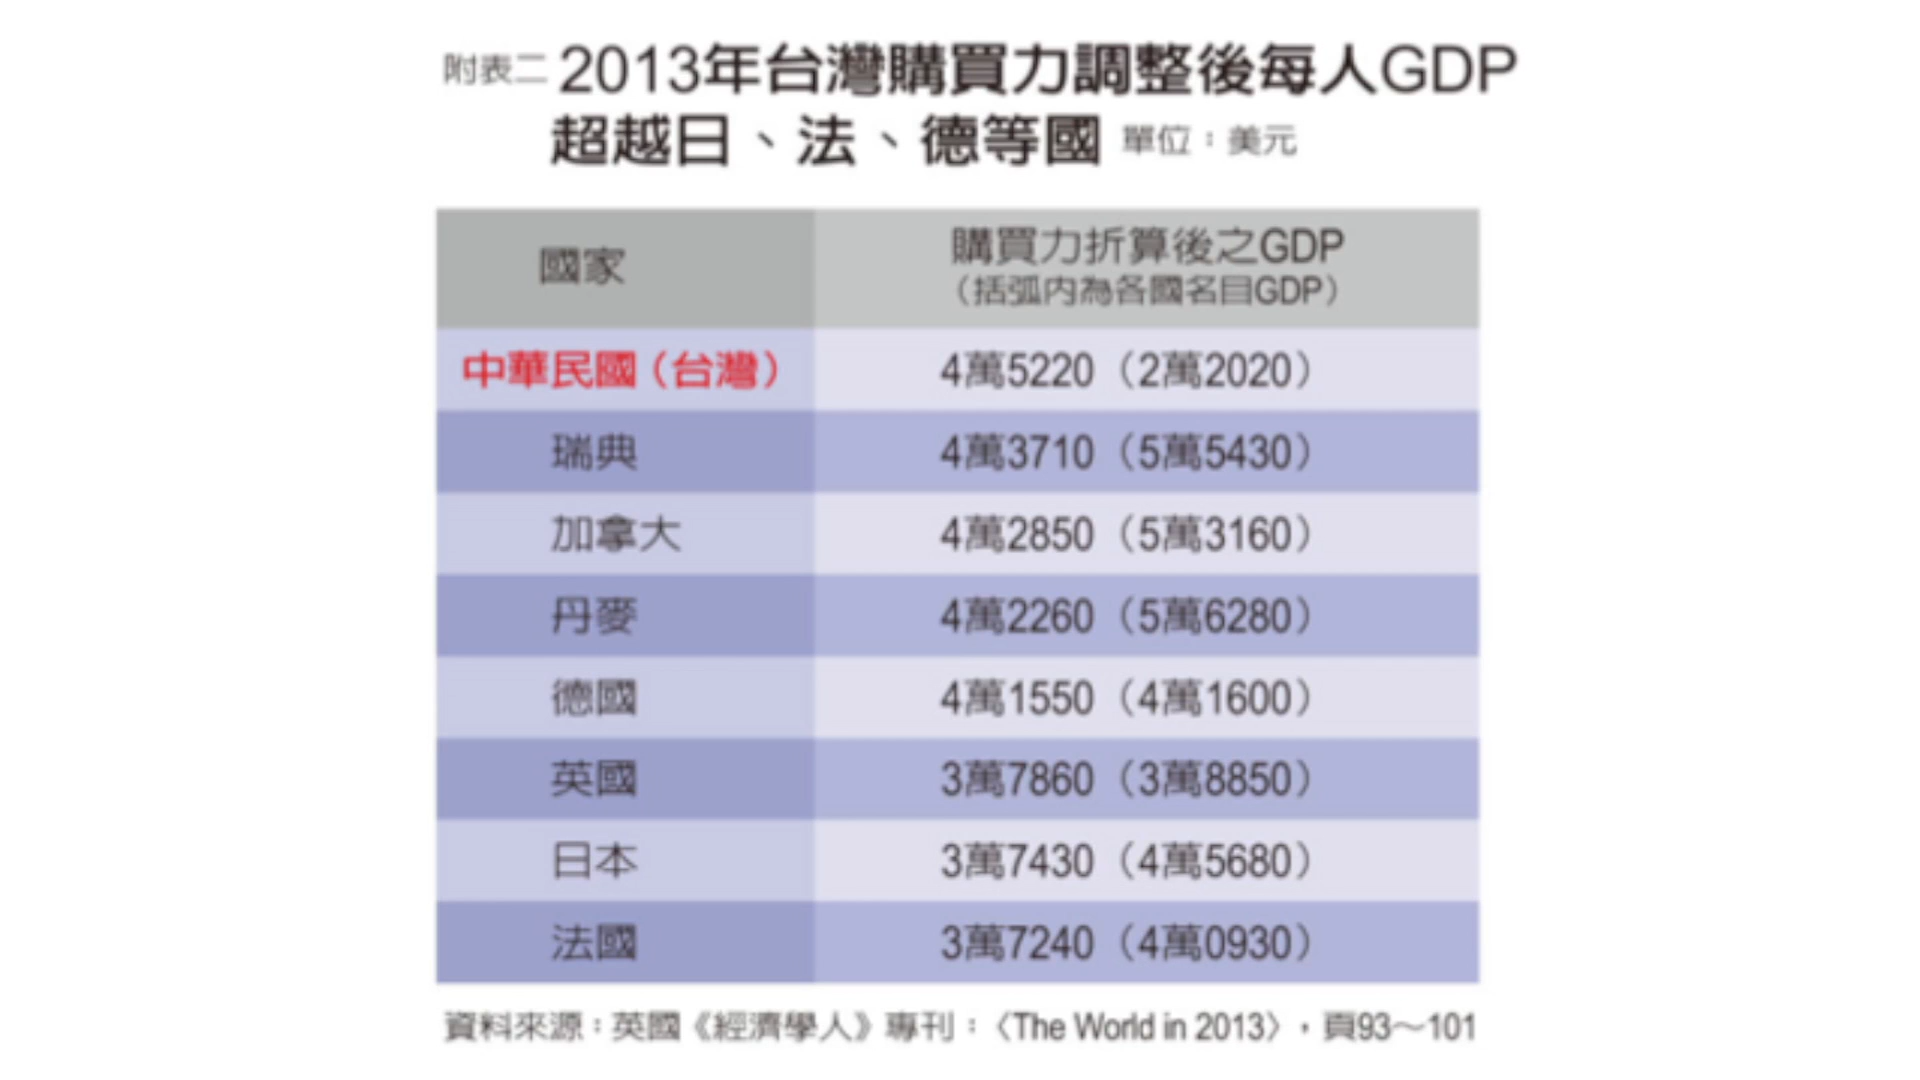 附表二 2013年台灣購買力調整後每人GDP
超越日、法、德等國 單位：美元
國家 購買力折算後之GDP
（括弧內為各國名目GDP）
中華民國（台灣） 4萬5220（2萬2020）
瑞典 4萬3710（5萬5430）
加拿大 4萬2850（5萬3160）
丹麥 4萬2260（5萬6280）
德國 4萬1550（4萬1600）
英國 3萬7860（3萬8850）
日本 3萬7430（4萬5680）
法國 3萬7240（4萬0930）
資料來源：英國《經濟學人》專刊：〈The World in 2013〉，頁93～101